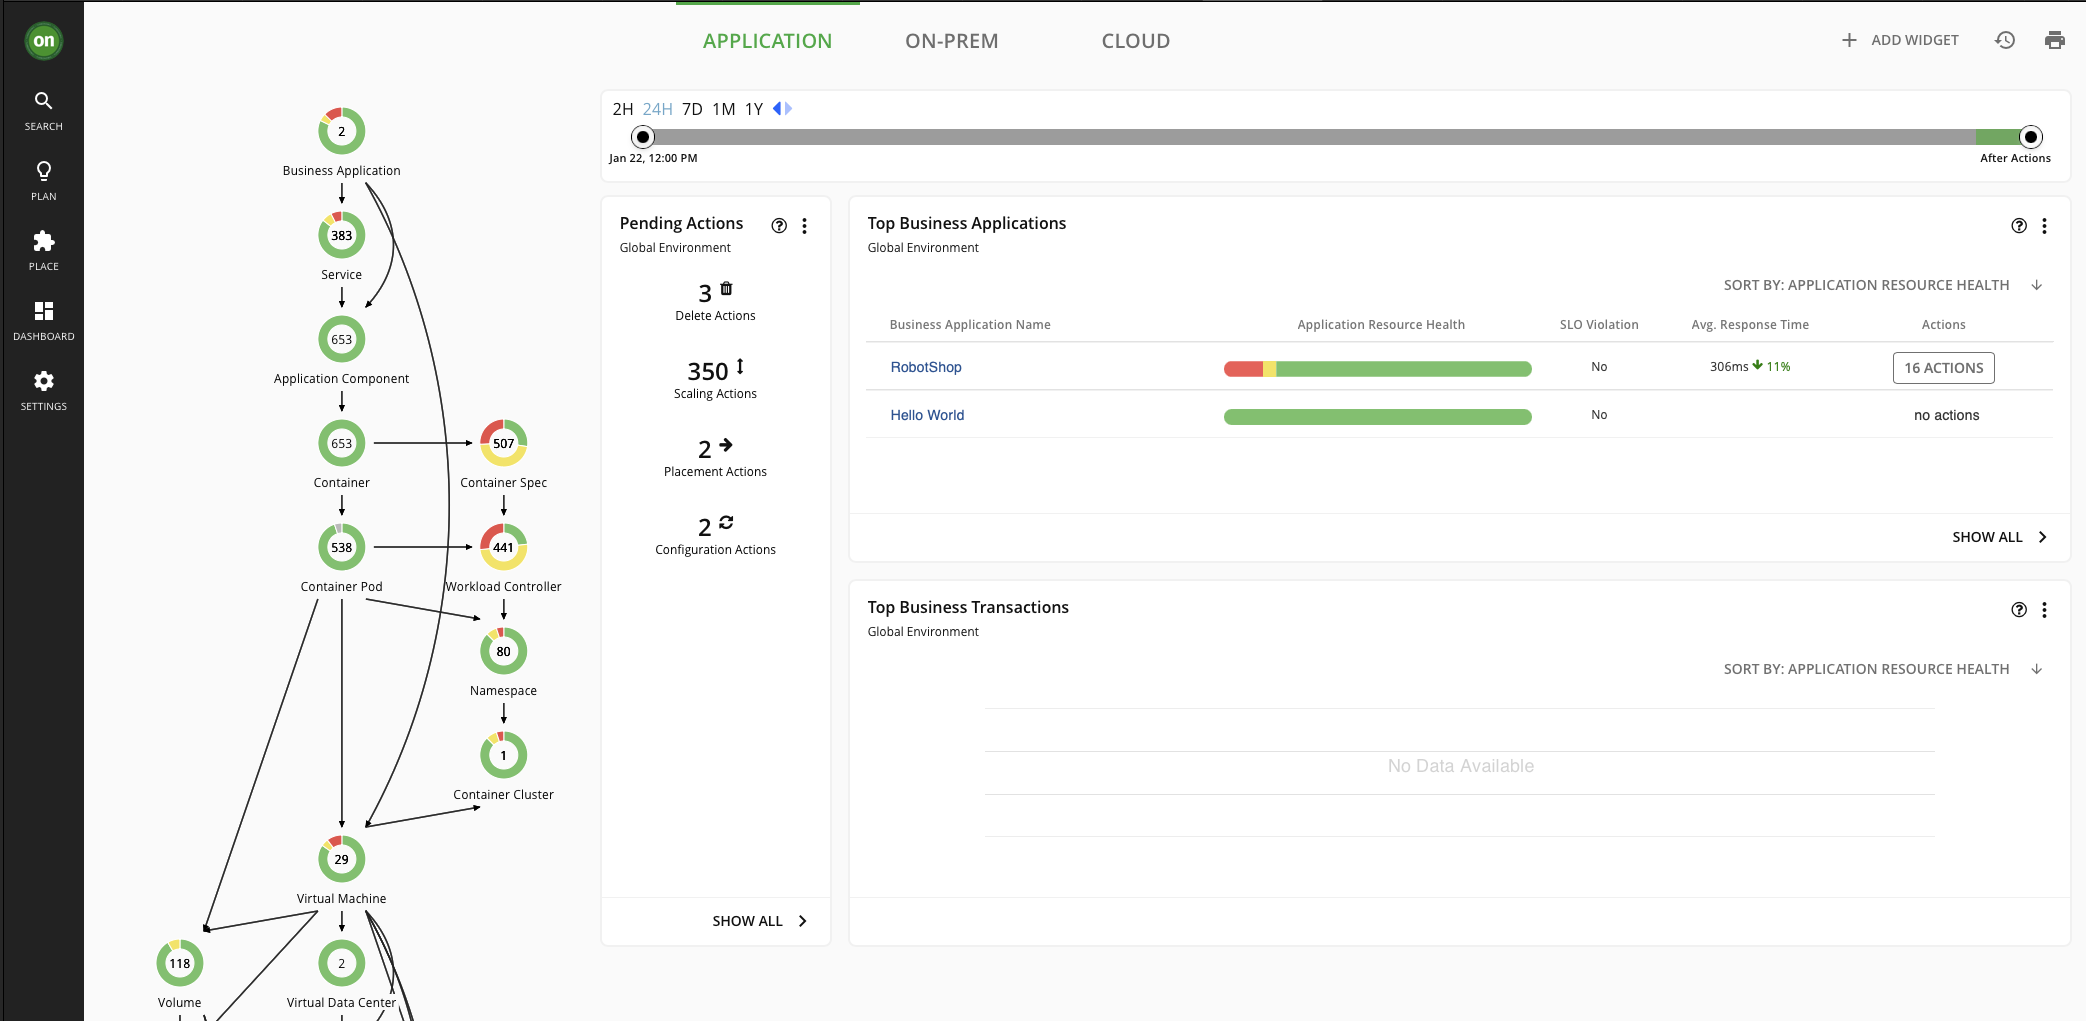 on
SEARCH
PLAN
PLACE
DASHBOARD
SETTINGS
APPLICATION ON-PREM CLOUD
+ ADD WIDGET
2
Business Application
383
Service
653
Application Component
653
Container
507
Container Spec
538
Container Pod
441
Workload Controller
80
Namespace
1
Container Cluster
29
Virtual Machine
118
Volume
2
Virtual Data Center
2H 24H 7D 1M 1Y
Jan 22, 12:00 PM
After Actions
Pending Actions
Global Environment
3
Delete Actions
350
Scaling Actions
2
Placement Actions
2
Configuration Actions
SHOW ALL
Top Business Applications
Global Environment
SORT BY: APPLICATION RESOURCE HEALTH
Business Application Name Application Resource Health SLO Violation Avg. Response Time Actions
RobotShop No 306ms 11% 16 ACTIONS
Hello World No no actions
SHOW ALL
Top Business Transactions
Global Environment
SORT BY: APPLICATION RESOURCE HEALTH
No Data Available